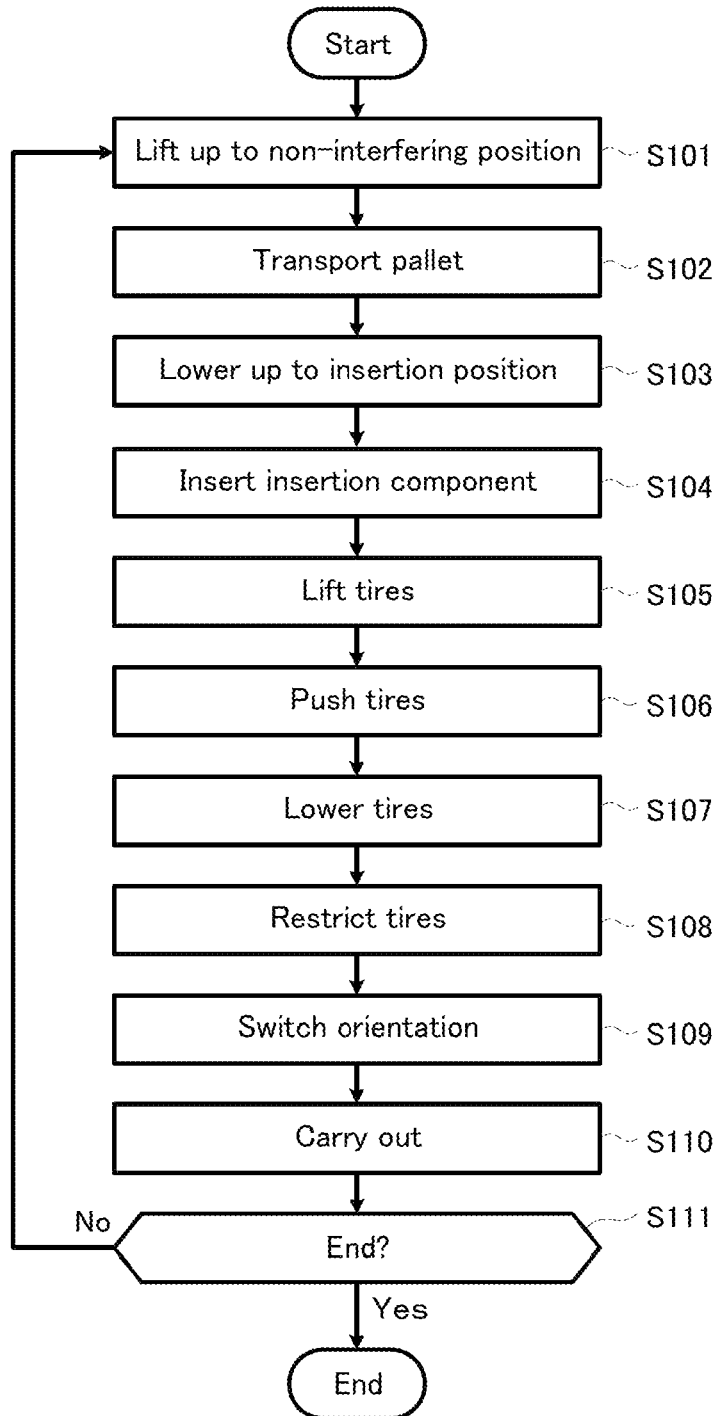 Start
Lift up to non-interfering position
S101
Transport pallet
S102
Lower up to insertion position
S103
Insert insertion component
S104
Lift tires
S105
Push tires
S106
Lower tires
S107
Restrict tires
S108
Switch orientation
S109
Carry out
S110
No
S111
End?
Yes
End